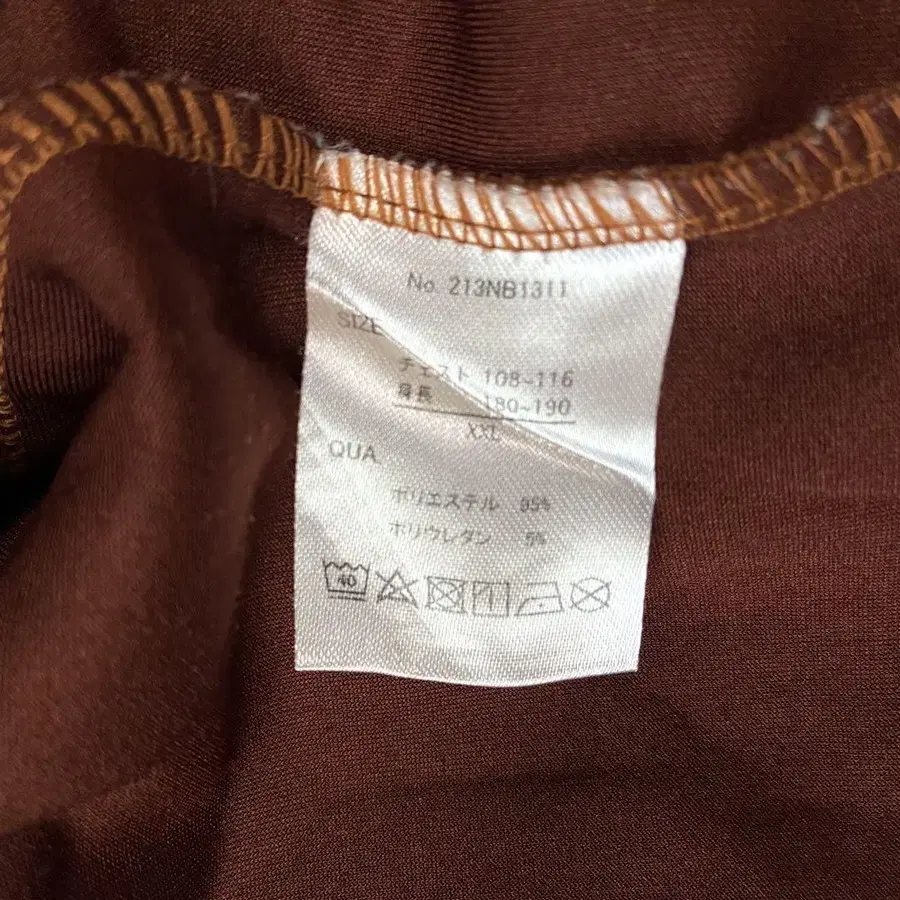 No. 213NB1311
SIZE
チェスト 108~116
身長 180~190
XXL
QUA.
ポリエステル 95%
ポリウレタン 5%
40